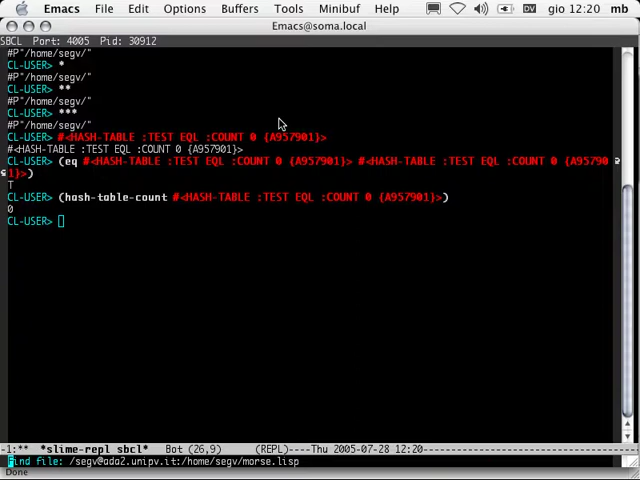 Emacs File Edit Options Buffers Tools Minibuf Help DV gio 12:20 mb
Emacs@soma.local
SBCL Port: 4005 Pid: 30912
#P"/home/segv/"
CL-USER> *
#P"/home/segv/"
CL-USER> **
#P"/home/segv/"
CL-USER> ***
#P"/home/segv/"
CL-USER> #<HASH-TABLE :TEST EQL :COUNT 0 {A957901}>
#<HASH-TABLE :TEST EQL :COUNT 0 {A957901}>
CL-USER> (eq #<HASH-TABLE :TEST EQL :COUNT 0 {A957901}> #<HASH-TABLE :TEST EQL :COUNT 0 {A95790
1}>)
T
CL-USER> (hash-table-count #<HASH-TABLE :TEST EQL :COUNT 0 {A957901}>)
0
CL-USER>
-1:** *slime-repl sbcl* Bot (26,9) (REPL)----Thu 2005-07-28 12:20
Find file: /segv@ada2.unipv.it:/home/segv/morse.lisp
Done